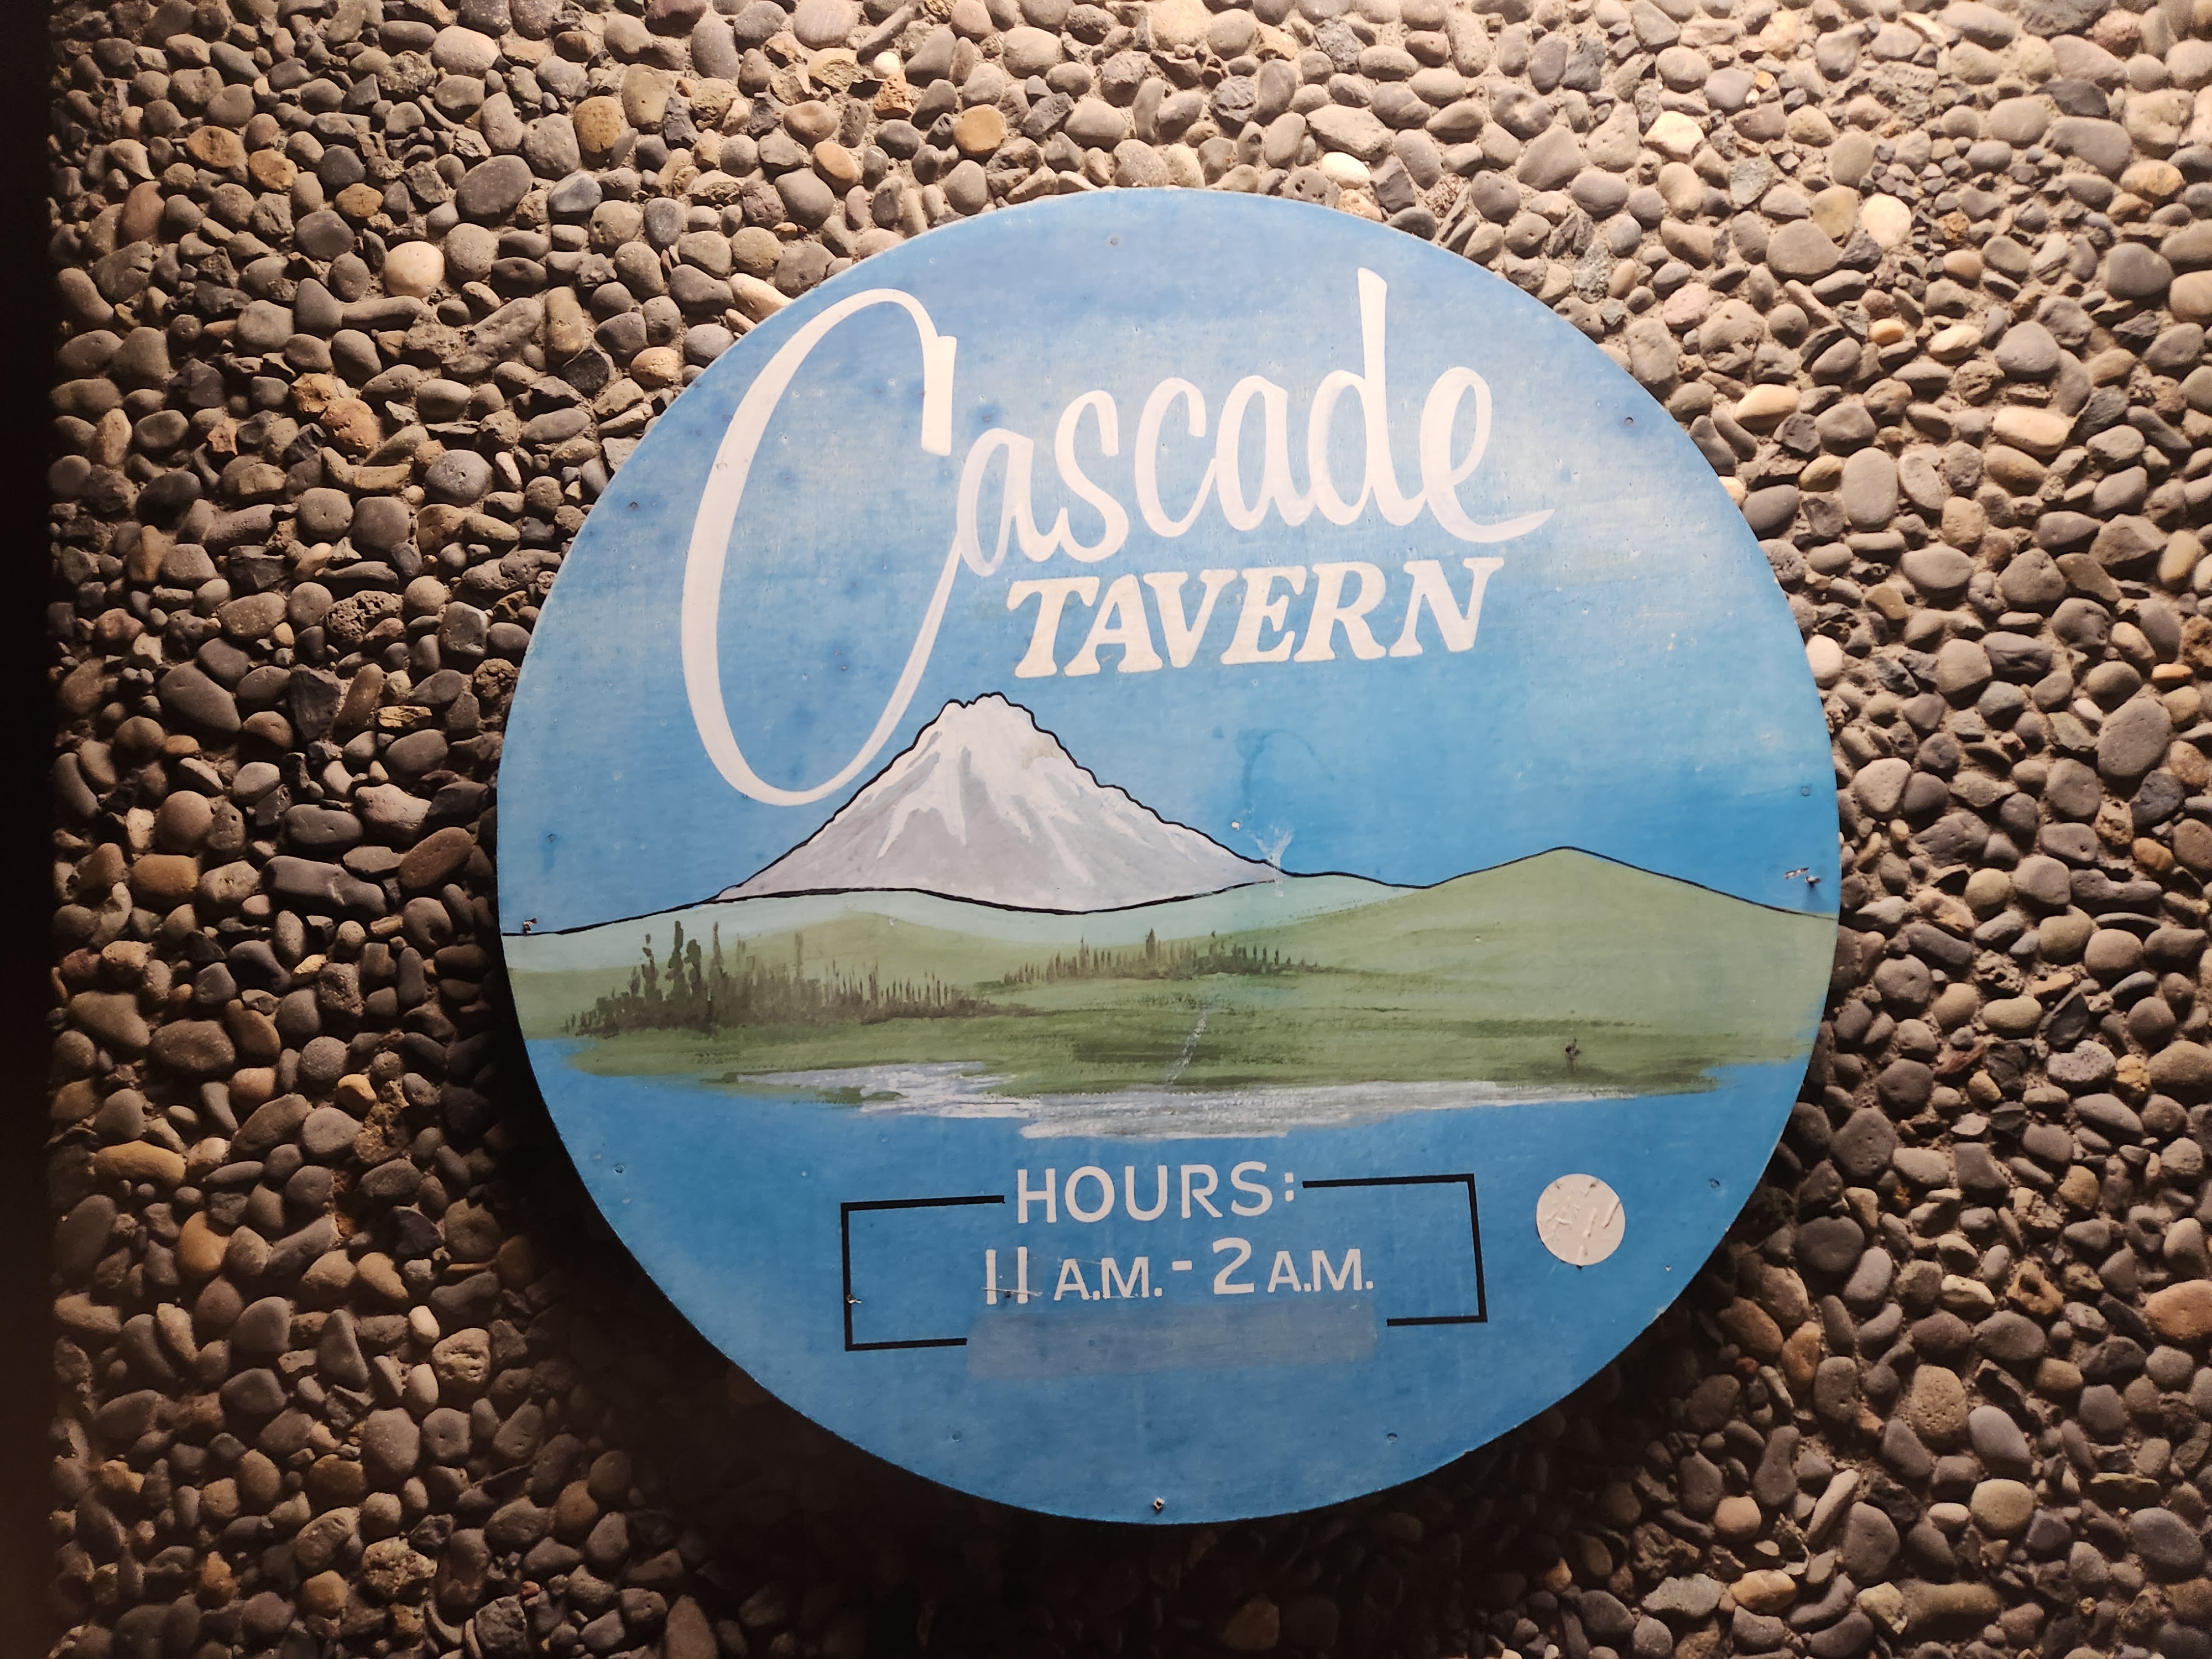 Cascade
TAVERN
HOURS:
11 A.M. - 2 A.M.